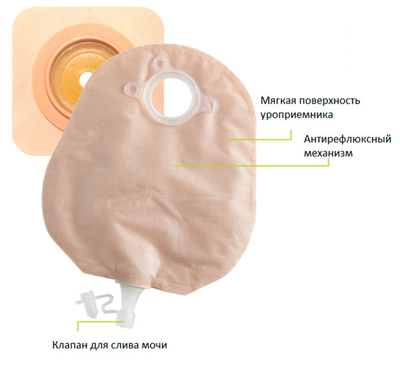 Мягкая поверхность
уроприемника
Антирефлюксный
механизм
Клапан для слива мочи